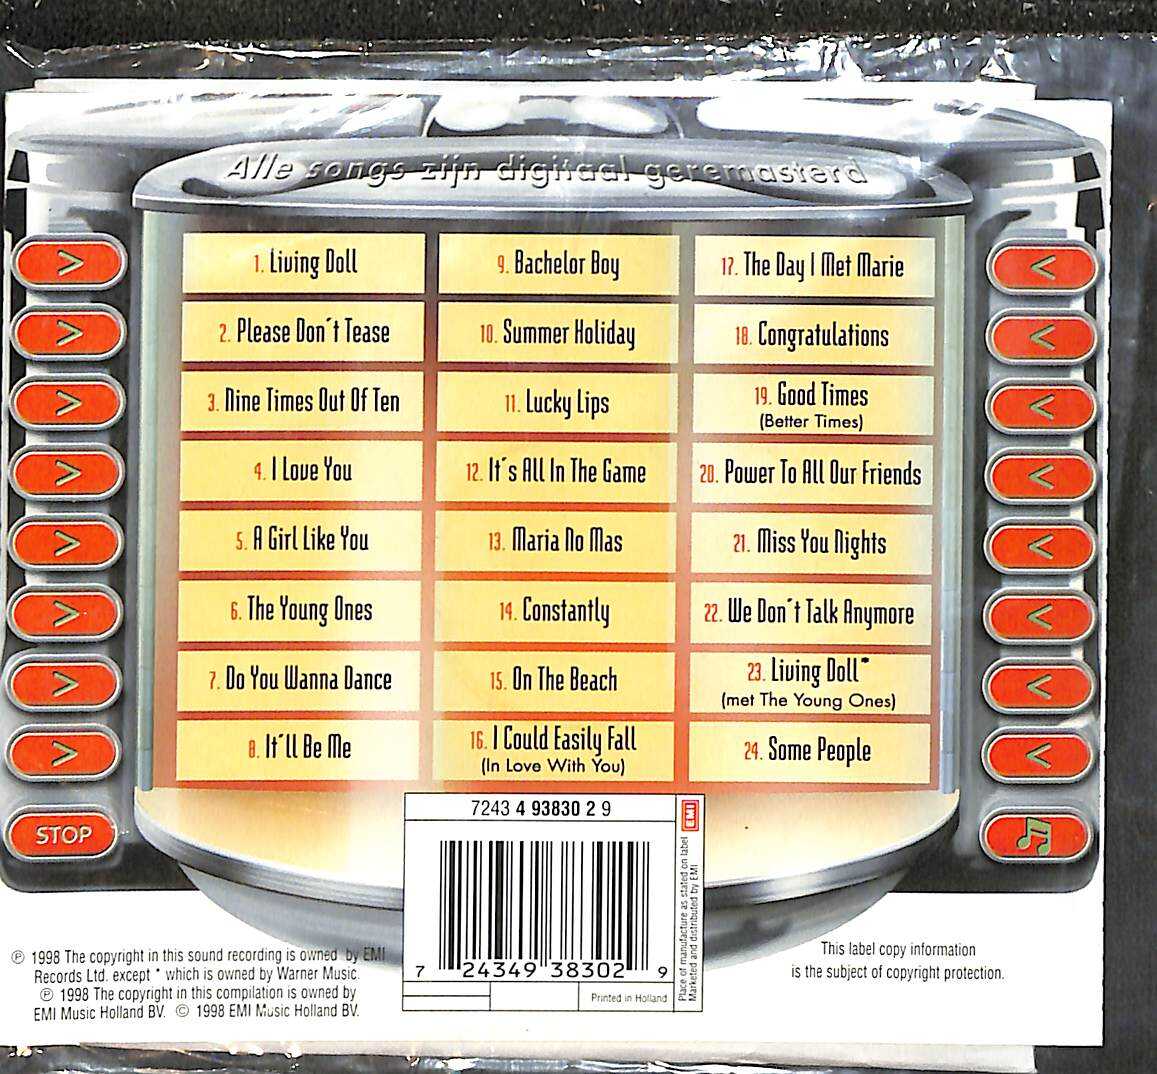 Alle songs zijn digitaal geremasterd
1. Living Doll
2. Please Don´t Tease
3. Nine Times Out Of Ten
4. I Love You
5. A Girl Like You
6. The Young Ones
7. Do You Wanna Dance
8. It´ll Be Me
9. Bachelor Boy
10. Summer Holiday
11. Lucky Lips
12. It´s All In The Game
13. Maria No Mas
14. Constantly
15. On The Beach
16. I Could Easily Fall
(In Love With You)
17. The Day I Met Marie
18. Congratulations
19. Good Times
(Better Times)
20. Power To All Our Friends
21. Miss You Nights
22. We Don´t Talk Anymore
23. Living Doll*
(met The Young Ones)
24. Some People
STOP
7243 4 93830 2 9
7 24349 38302 9
Printed in Holland
EMI
Place of manufacture as stated on label
Marketed and distributed by EMI
℗ 1998 The copyright in this sound recording is owned by EMI
Records Ltd. except * which is owned by Warner Music.
℗ 1998 The copyright in this compilation is owned by
EMI Music Holland BV. © 1998 EMI Music Holland BV.
This label copy information
is the subject of copyright protection.